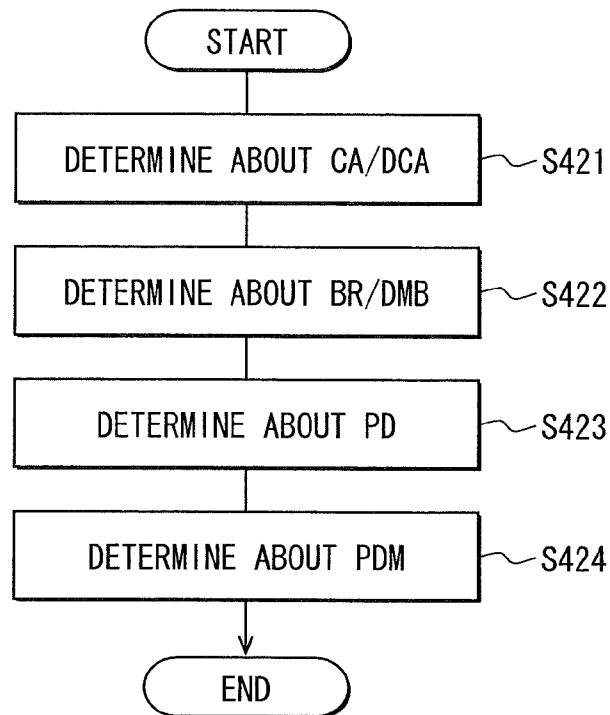 START
DETERMINE ABOUT CA/DCA
S421
DETERMINE ABOUT BR/DMB
S422
DETERMINE ABOUT PD
S423
DETERMINE ABOUT PDM
S424
END